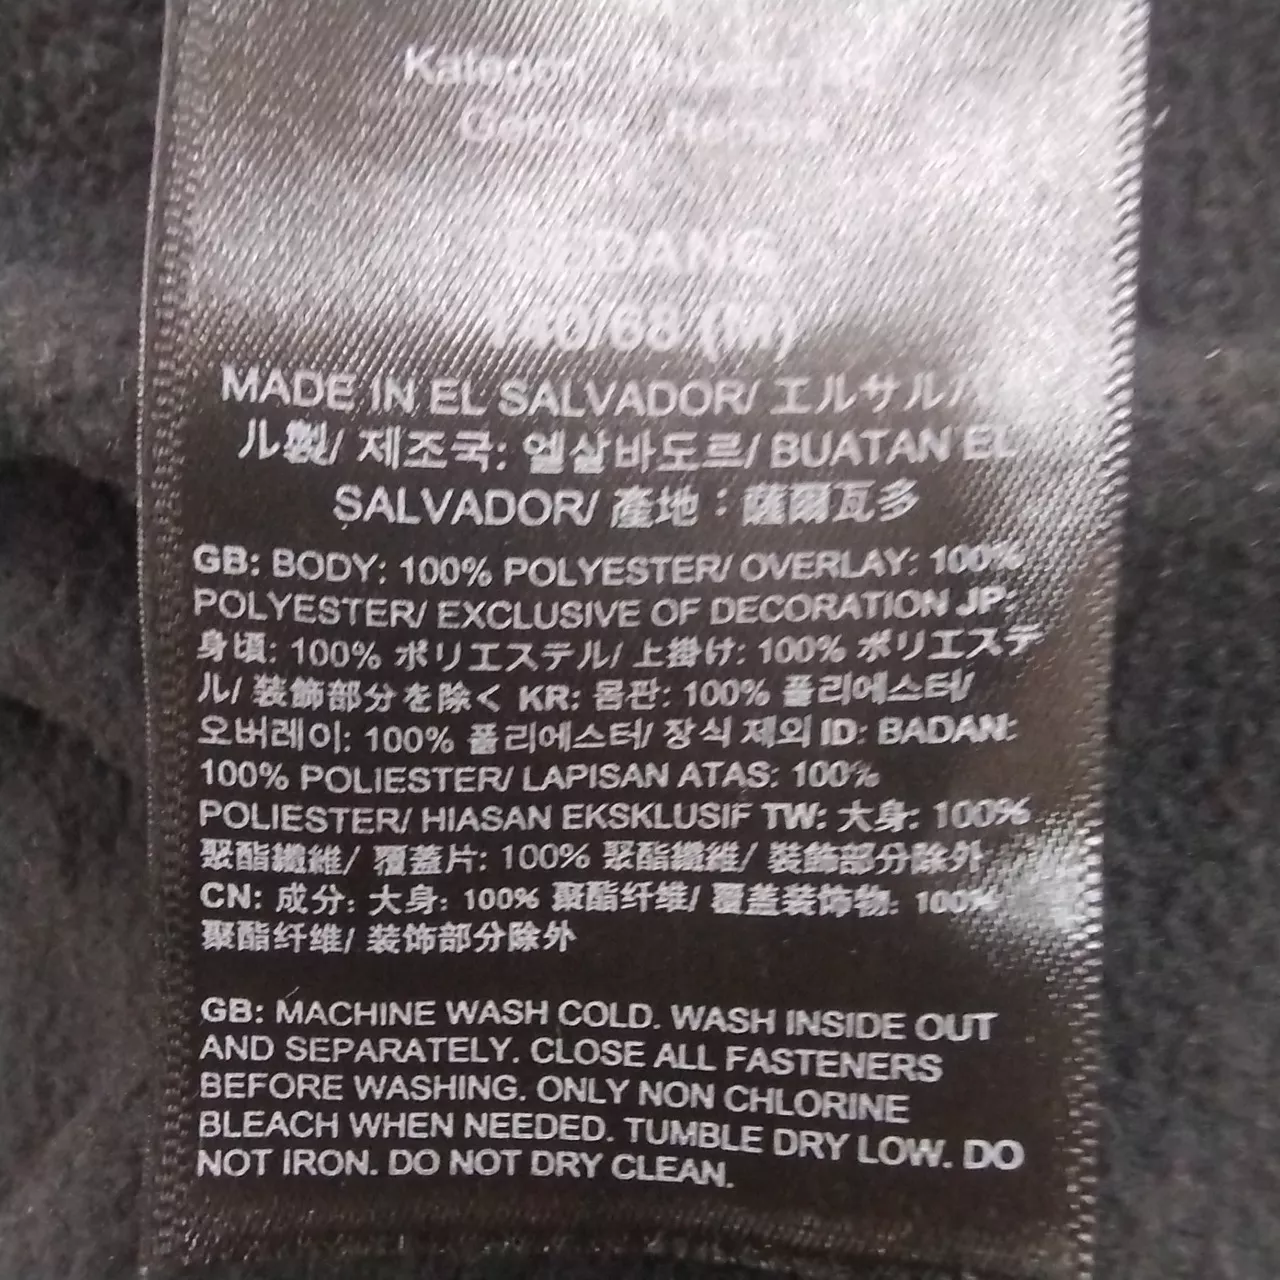 Kategori
Gender: Remaja
SEDANG
140/68 (M)
MADE IN EL SALVADOR/ エルサルバ
ル製/ 제조국: 엘살바도르/ BUATAN EL
SALVADOR/ 產地：薩爾瓦多
GB: BODY: 100% POLYESTER/ OVERLAY: 100%
POLYESTER/ EXCLUSIVE OF DECORATION JP:
身頃: 100% ポリエステル/ 上掛け: 100% ポリエステ
ル/ 装飾部分を除く KR: 몸판: 100% 폴리에스터/
오버레이: 100% 폴리에스터/ 장식 제외 ID: BADAN:
100% POLIESTER/ LAPISAN ATAS: 100%
POLIESTER/ HIASAN EKSKLUSIF TW: 大身: 100%
聚酯纖維/ 覆蓋片: 100% 聚酯纖維/ 裝飾部分除外
CN: 成分: 大身: 100% 聚酯纤维/ 覆盖装饰物: 100%
聚酯纤维/ 装饰部分除外
GB: MACHINE WASH COLD. WASH INSIDE OUT
AND SEPARATELY. CLOSE ALL FASTENERS
BEFORE WASHING. ONLY NON CHLORINE
BLEACH WHEN NEEDED. TUMBLE DRY LOW. DO
NOT IRON. DO NOT DRY CLEAN.